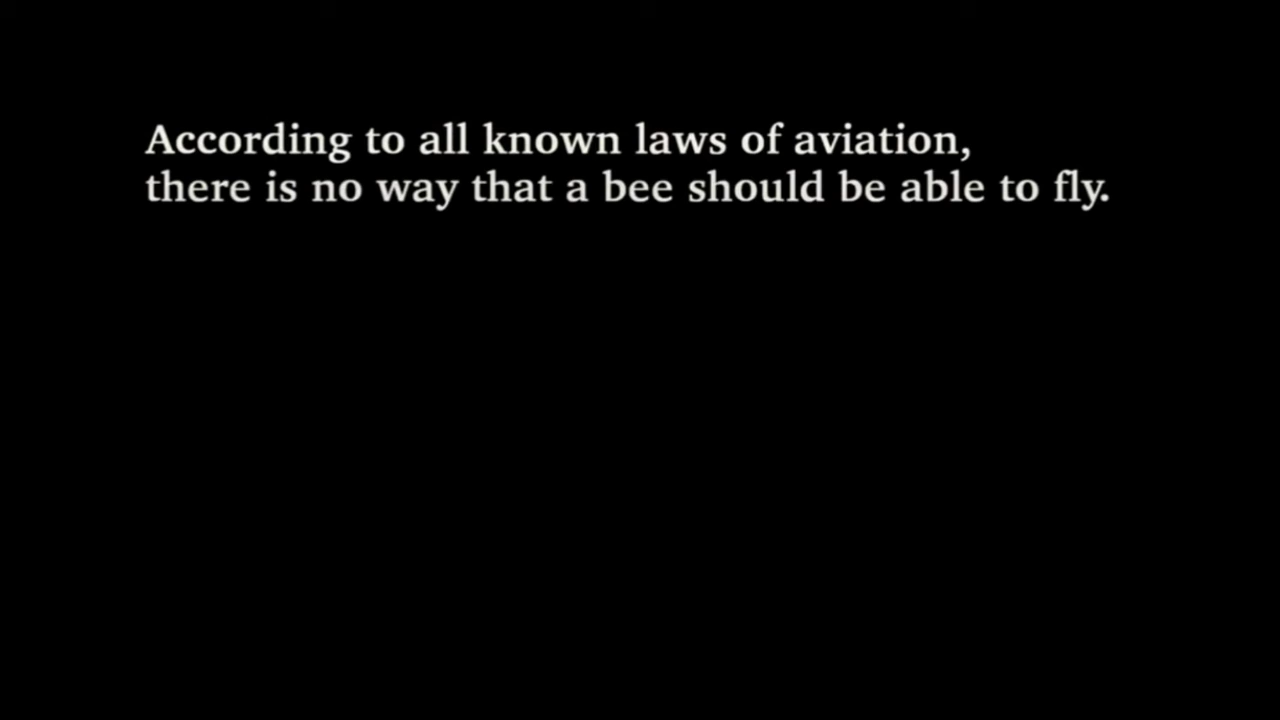 According to all known laws of aviation,
there is no way that a bee should be able to fly.